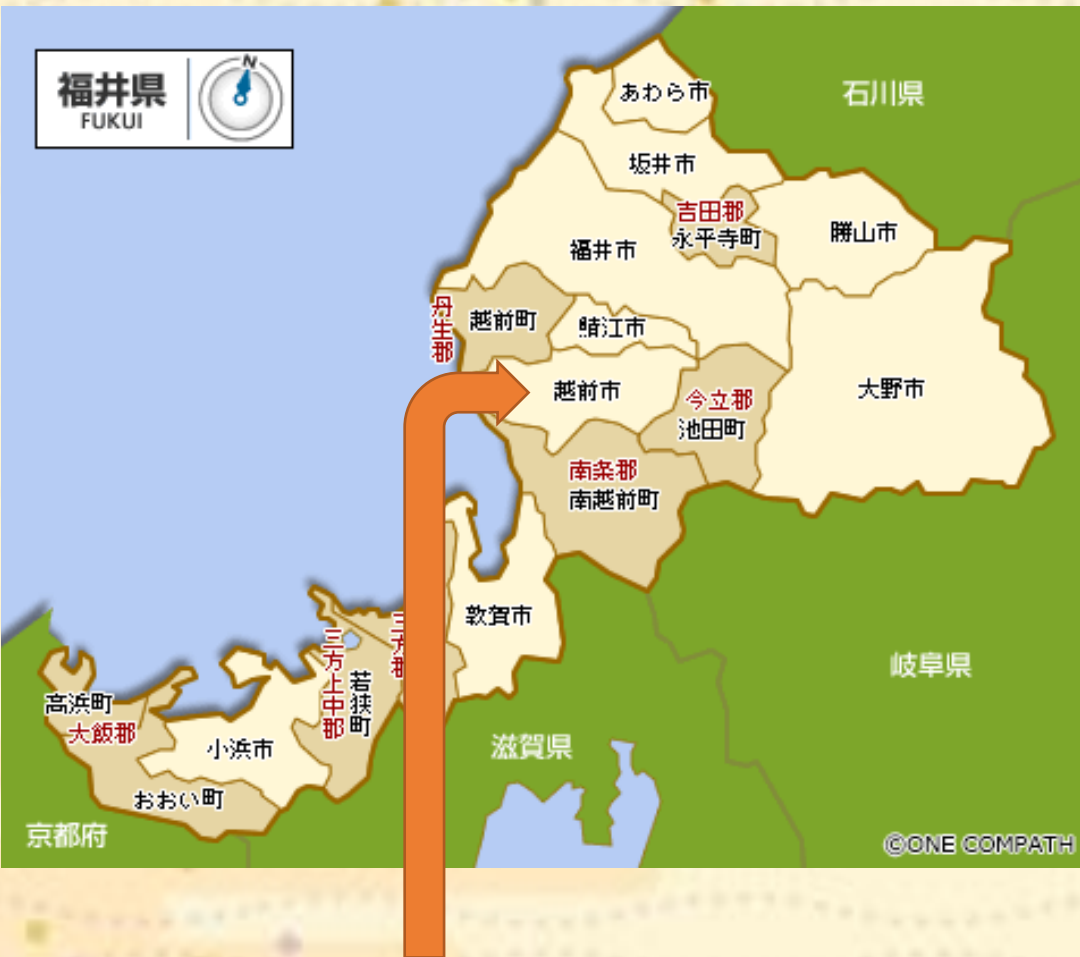 福井県
FUKUI
N
あわら市
石川県
坂井市
吉田郡
永平寺町
勝山市
福井市
丹生郡
越前町
鯖江市
越前市
今立郡
池田町
大野市
南条郡
南越前町
敦賀市
三方郡
三方上中郡
若狭町
高浜町
大飯郡
小浜市
おおい町
岐阜県
滋賀県
京都府
©ONE COMPATH